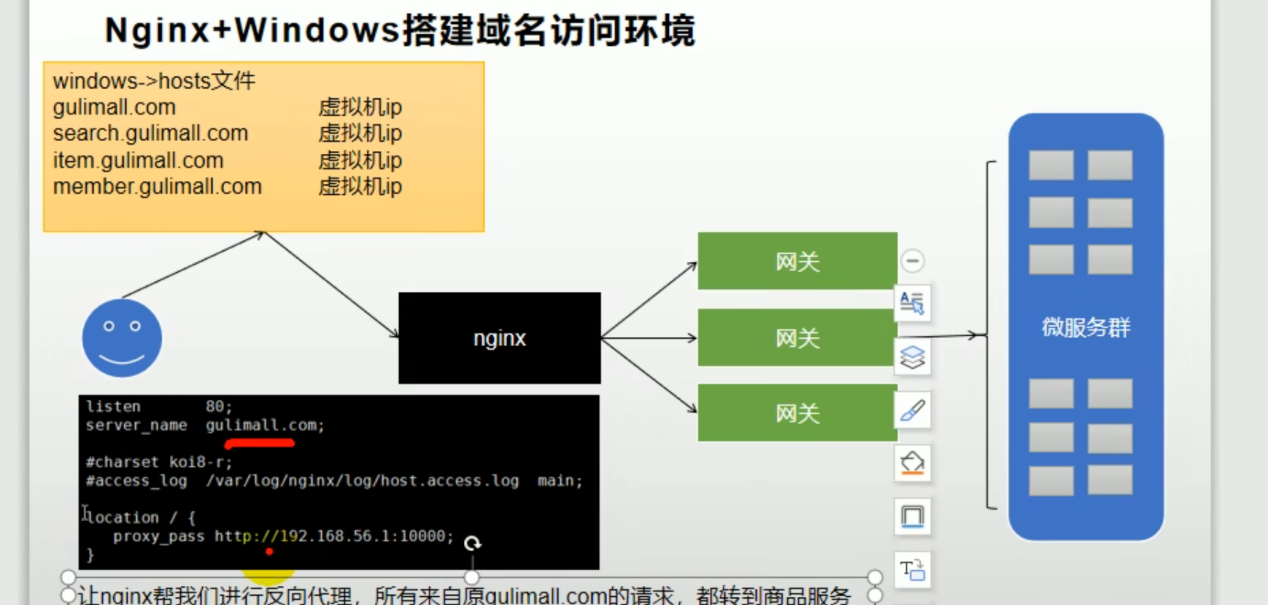 Nginx+Windows搭建域名访问环境
windows->hosts文件
gulimall.com 虚拟机ip
search.gulimall.com 虚拟机ip
item.gulimall.com 虚拟机ip
member.gulimall.com 虚拟机ip
网关
nginx
网关
网关
微服务群
listen 80;
server_name gulimall.com;
#charset koi8-r;
#access_log /var/log/nginx/log/host.access.log main;
location / {
proxy_pass http://192.168.56.1:10000;
}
让nginx帮我们进行反向代理，所有来自原gulimall.com的请求，都转到商品服务